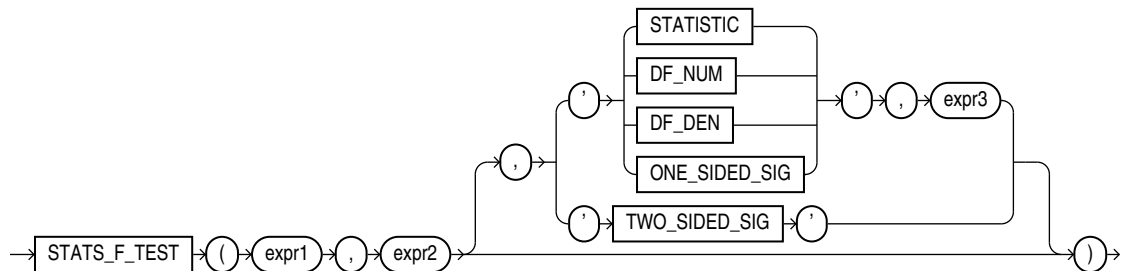 STATISTIC
DF_NUM
' ' , expr3
DF_DEN
, ONE_SIDED_SIG
' TWO_SIDED_SIG '
STATS_F_TEST ( expr1 , expr2 )